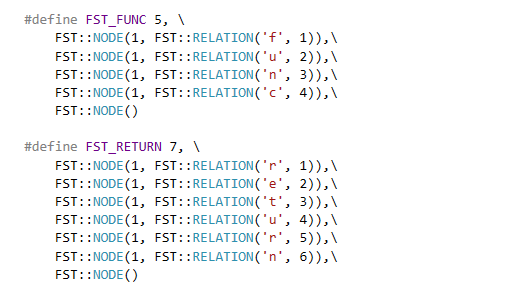 #define FST_FUNC 5, \
    FST::NODE(1, FST::RELATION('f', 1)),\
    FST::NODE(1, FST::RELATION('u', 2)),\
    FST::NODE(1, FST::RELATION('n', 3)),\
    FST::NODE(1, FST::RELATION('c', 4)),\
    FST::NODE()
#define FST_RETURN 7, \
    FST::NODE(1, FST::RELATION('r', 1)),\
    FST::NODE(1, FST::RELATION('e', 2)),\
    FST::NODE(1, FST::RELATION('t', 3)),\
    FST::NODE(1, FST::RELATION('u', 4)),\
    FST::NODE(1, FST::RELATION('r', 5)),\
    FST::NODE(1, FST::RELATION('n', 6)),\
    FST::NODE()